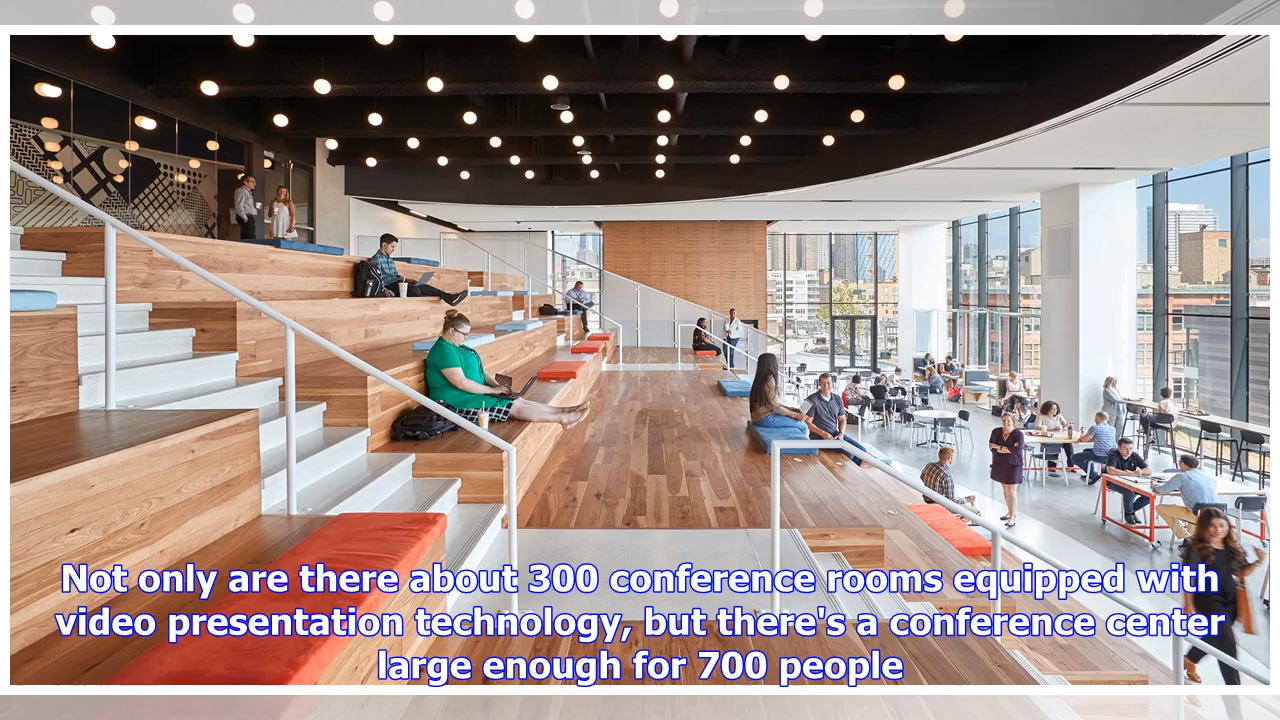 Not only are there about 300 conference rooms equipped with
video presentation technology, but there's a conference center
large enough for 700 people